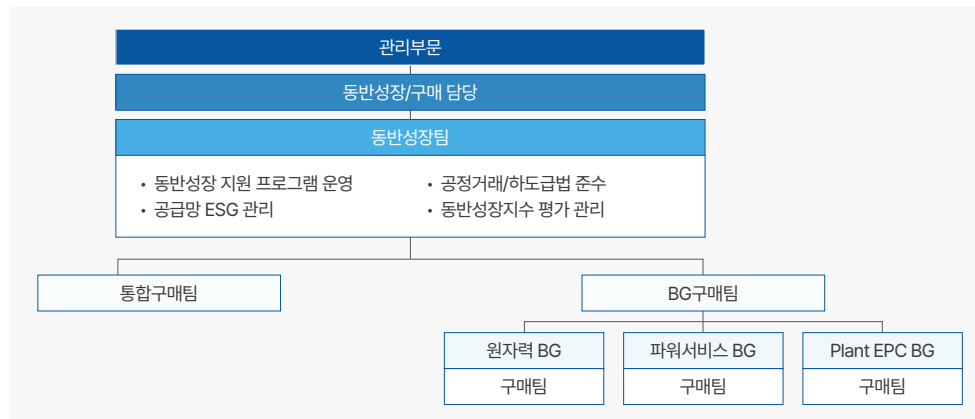 관리부문
동반성장/구매 담당
동반성장팀
• 동반성장 지원 프로그램 운영
• 공급망 ESG 관리
• 공정거래/하도급법 준수
• 동반성장지수 평가 관리
통합구매팀
BG구매팀
원자력 BG
구매팀
파워서비스 BG
구매팀
Plant EPC BG
구매팀